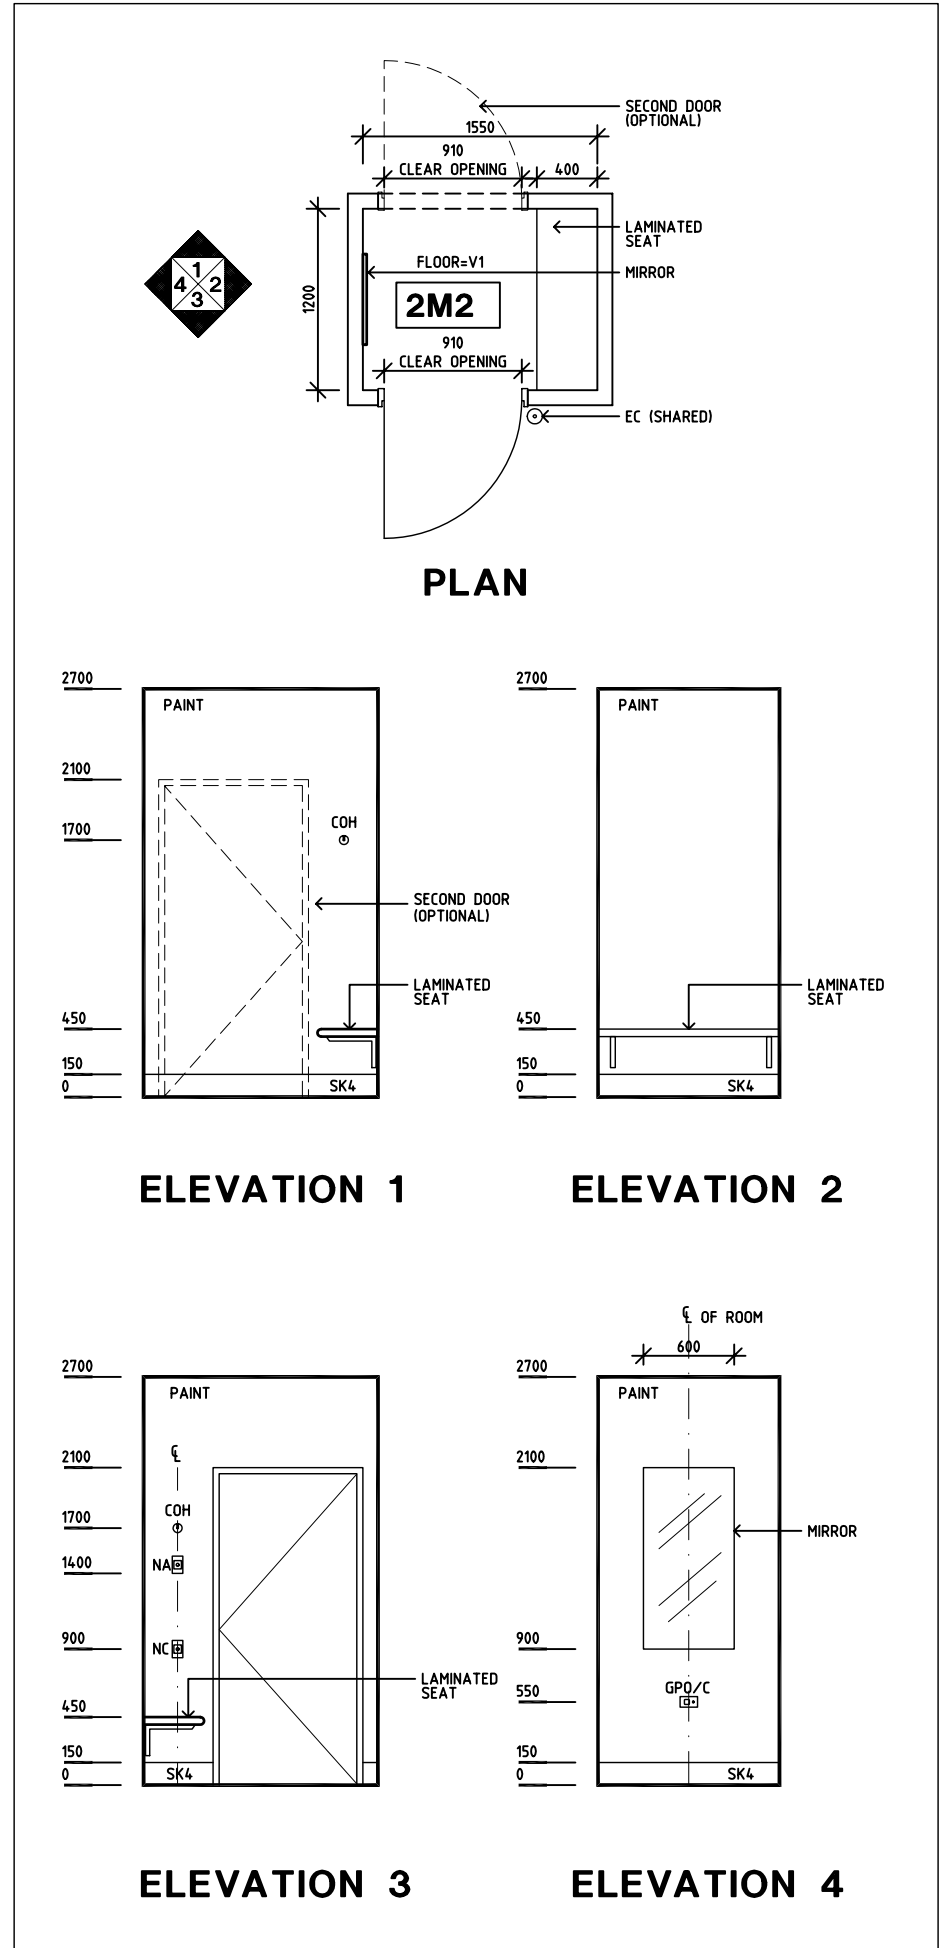 SECOND DOOR
(OPTIONAL)
1550
910
CLEAR OPENING
400
LAMINATED
SEAT
1
4 2
3
FLOOR=V1
MIRROR
1200
2M2
910
CLEAR OPENING
EC (SHARED)
PLAN
2700
PAINT
2100
1700
COH
SECOND DOOR
(OPTIONAL)
LAMINATED
SEAT
450
150
0
SK4
ELEVATION 1
2700
PAINT
LAMINATED
SEAT
450
150
0
SK4
ELEVATION 2
2700
PAINT
2100
℄
1700
COH
1400
NA
900
NC
LAMINATED
SEAT
450
150
0
SK4
ELEVATION 3
℄ OF ROOM
600
2700
PAINT
2100
MIRROR
900
GPO/C
550
150
0
SK4
ELEVATION 4